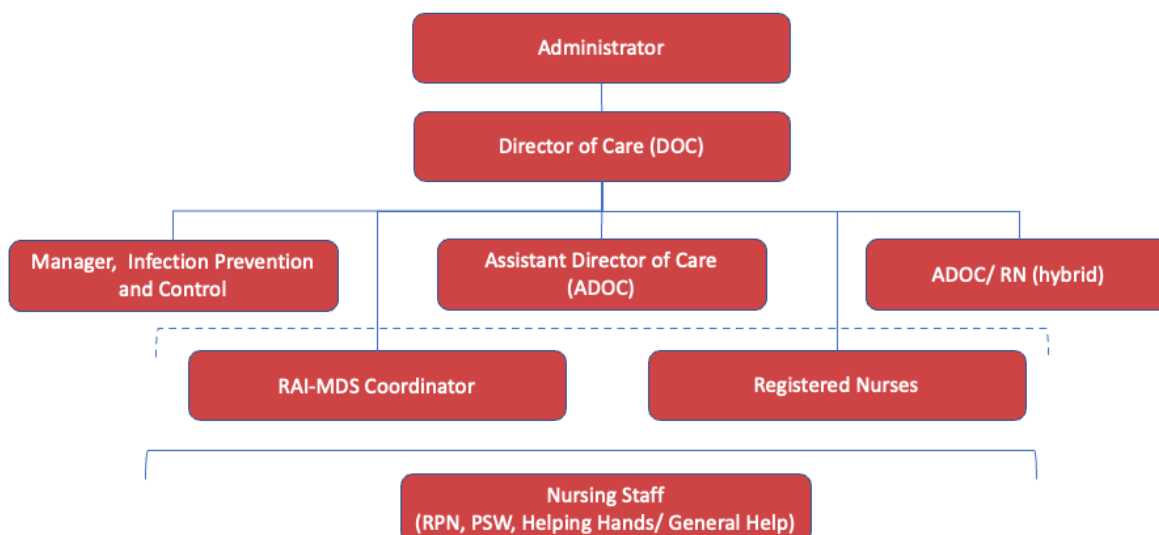 Administrator
Director of Care (DOC)
Manager, Infection Prevention
and Control
Assistant Director of Care
(ADOC)
ADOC/ RN (hybrid)
RAI-MDS Coordinator
Registered Nurses
Nursing Staff
(RPN, PSW, Helping Hands/ General Help)